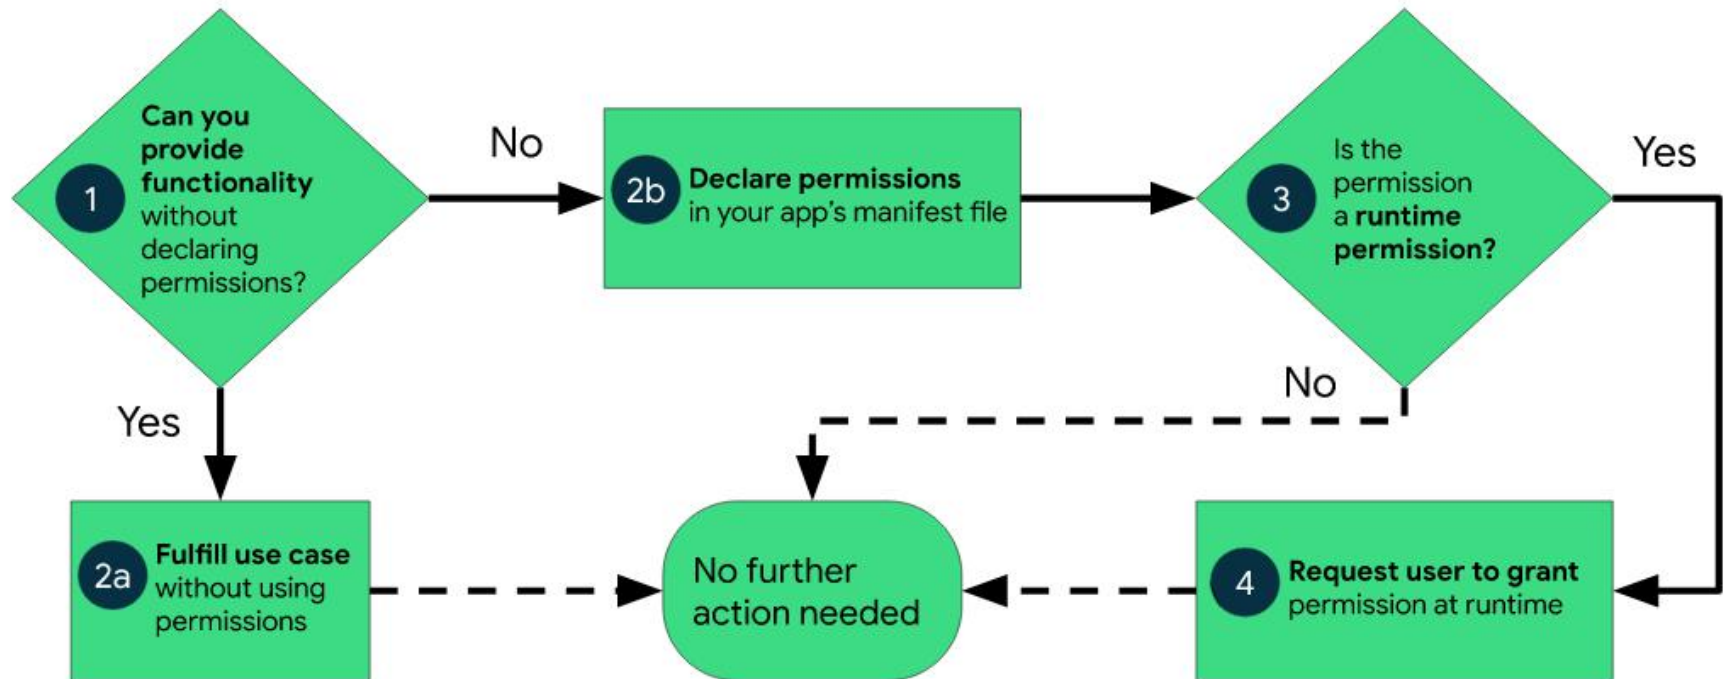 1
Can you
provide
functionality
without
declaring
permissions?
No
2b
Declare permissions
in your app's manifest file
3
Is the
permission
a runtime
permission?
Yes
No
Yes
2a
Fulfill use case
without using
permissions
No further
action needed
4
Request user to grant
permission at runtime